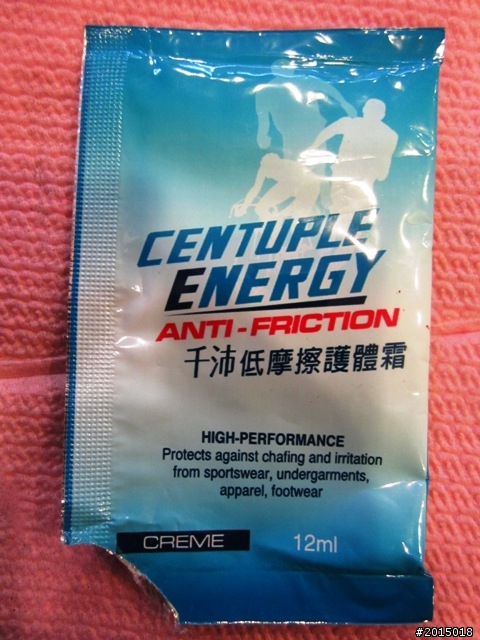 CENTUPLE
ENERGY
ANTI-FRICTION
千沛低摩擦護體霜
HIGH-PERFORMANCE
Protects against chafing and irritation
from sportswear, undergarments,
apparel, footwear
CREME 12ml
#2015018